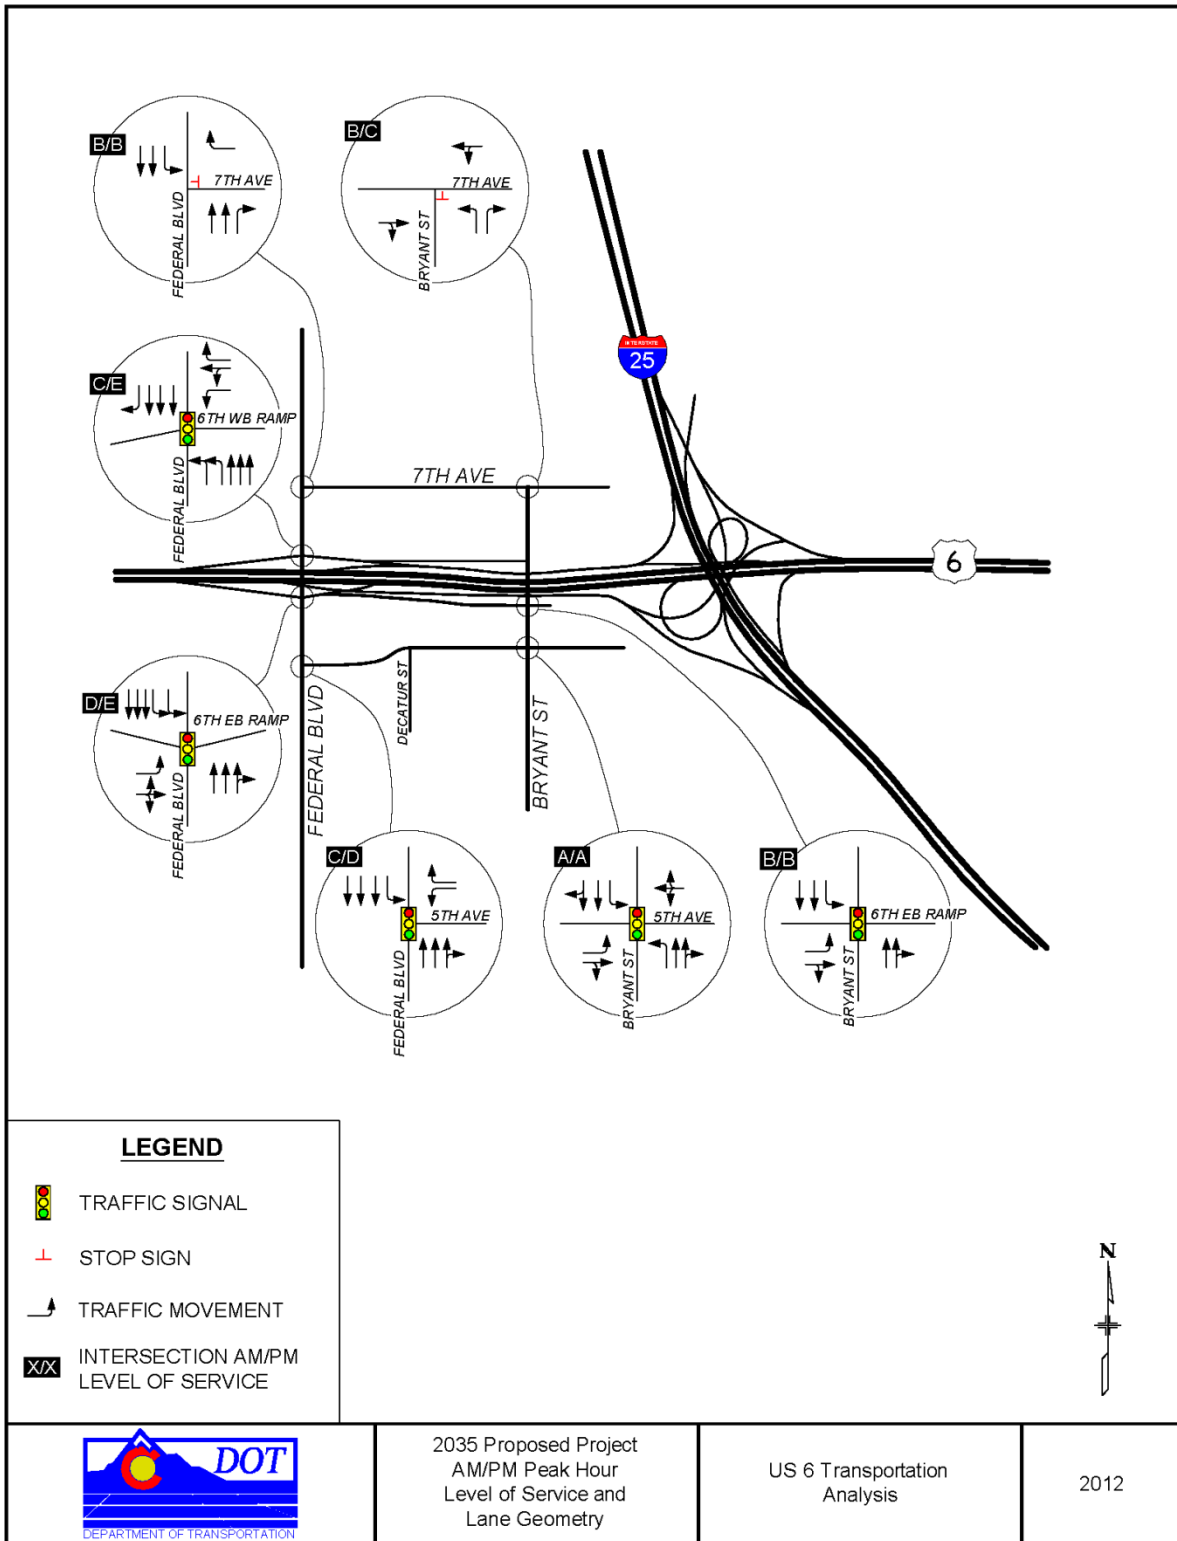 B/B
7TH AVE
FEDERAL BLVD
B/C
7TH AVE
BRYANT ST
INTERSTATE
25
C/E
6TH WB RAMP
FEDERAL BLVD
7TH AVE
6
D/E
6TH EB RAMP
FEDERAL BLVD
FEDERAL BLVD
DECATUR ST
BRYANT ST
C/D
5TH AVE
FEDERAL BLVD
A/A
5TH AVE
BRYANT ST
B/B
6TH EB RAMP
BRYANT ST
LEGEND
TRAFFIC SIGNAL
STOP SIGN
TRAFFIC MOVEMENT
X/X
INTERSECTION AM/PM
LEVEL OF SERVICE
N
C
DOT
DEPARTMENT OF TRANSPORTATION
2035 Proposed Project
AM/PM Peak Hour
Level of Service and
Lane Geometry
US 6 Transportation
Analysis
2012